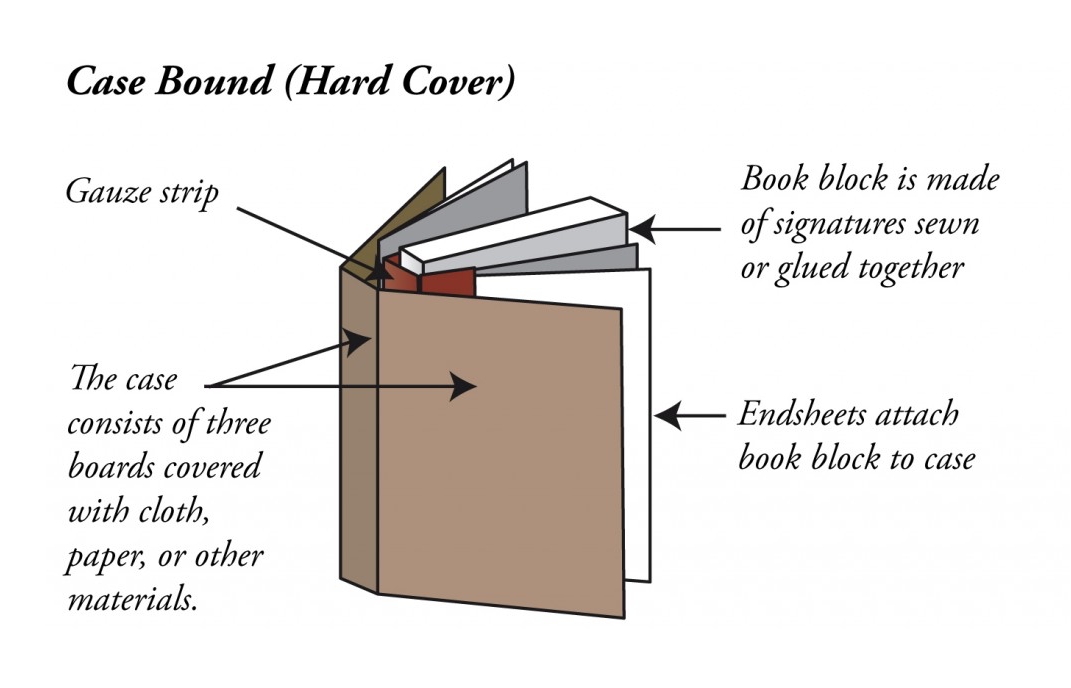 Case Bound (Hard Cover)
Gauze strip
Book block is made
of signatures sewn
or glued together
The case
consists of three
boards covered
with cloth,
paper, or other
materials.
Endsheets attach
book block to case